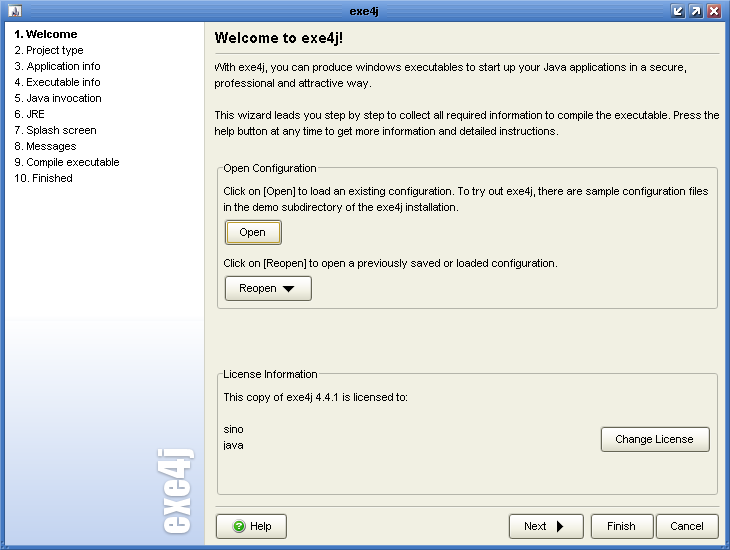 exe4j
1. Welcome
2. Project type
3. Application info
4. Executable info
5. Java invocation
6. JRE
7. Splash screen
8. Messages
9. Compile executable
10. Finished
exe4j
Welcome to exe4j!
With exe4j, you can produce windows executables to start up your Java applications in a secure,
professional and attractive way.
This wizard leads you step by step to collect all required information to compile the executable. Press the
help button at any time to get more information and detailed instructions.
Open Configuration
Click on [Open] to load an existing configuration. To try out exe4j, there are sample configuration files
in the demo subdirectory of the exe4j installation.
Open
Click on [Reopen] to open a previously saved or loaded configuration.
Reopen
License Information
This copy of exe4j 4.4.1 is licensed to:
sino
java
Change License
Help
Next
Finish
Cancel